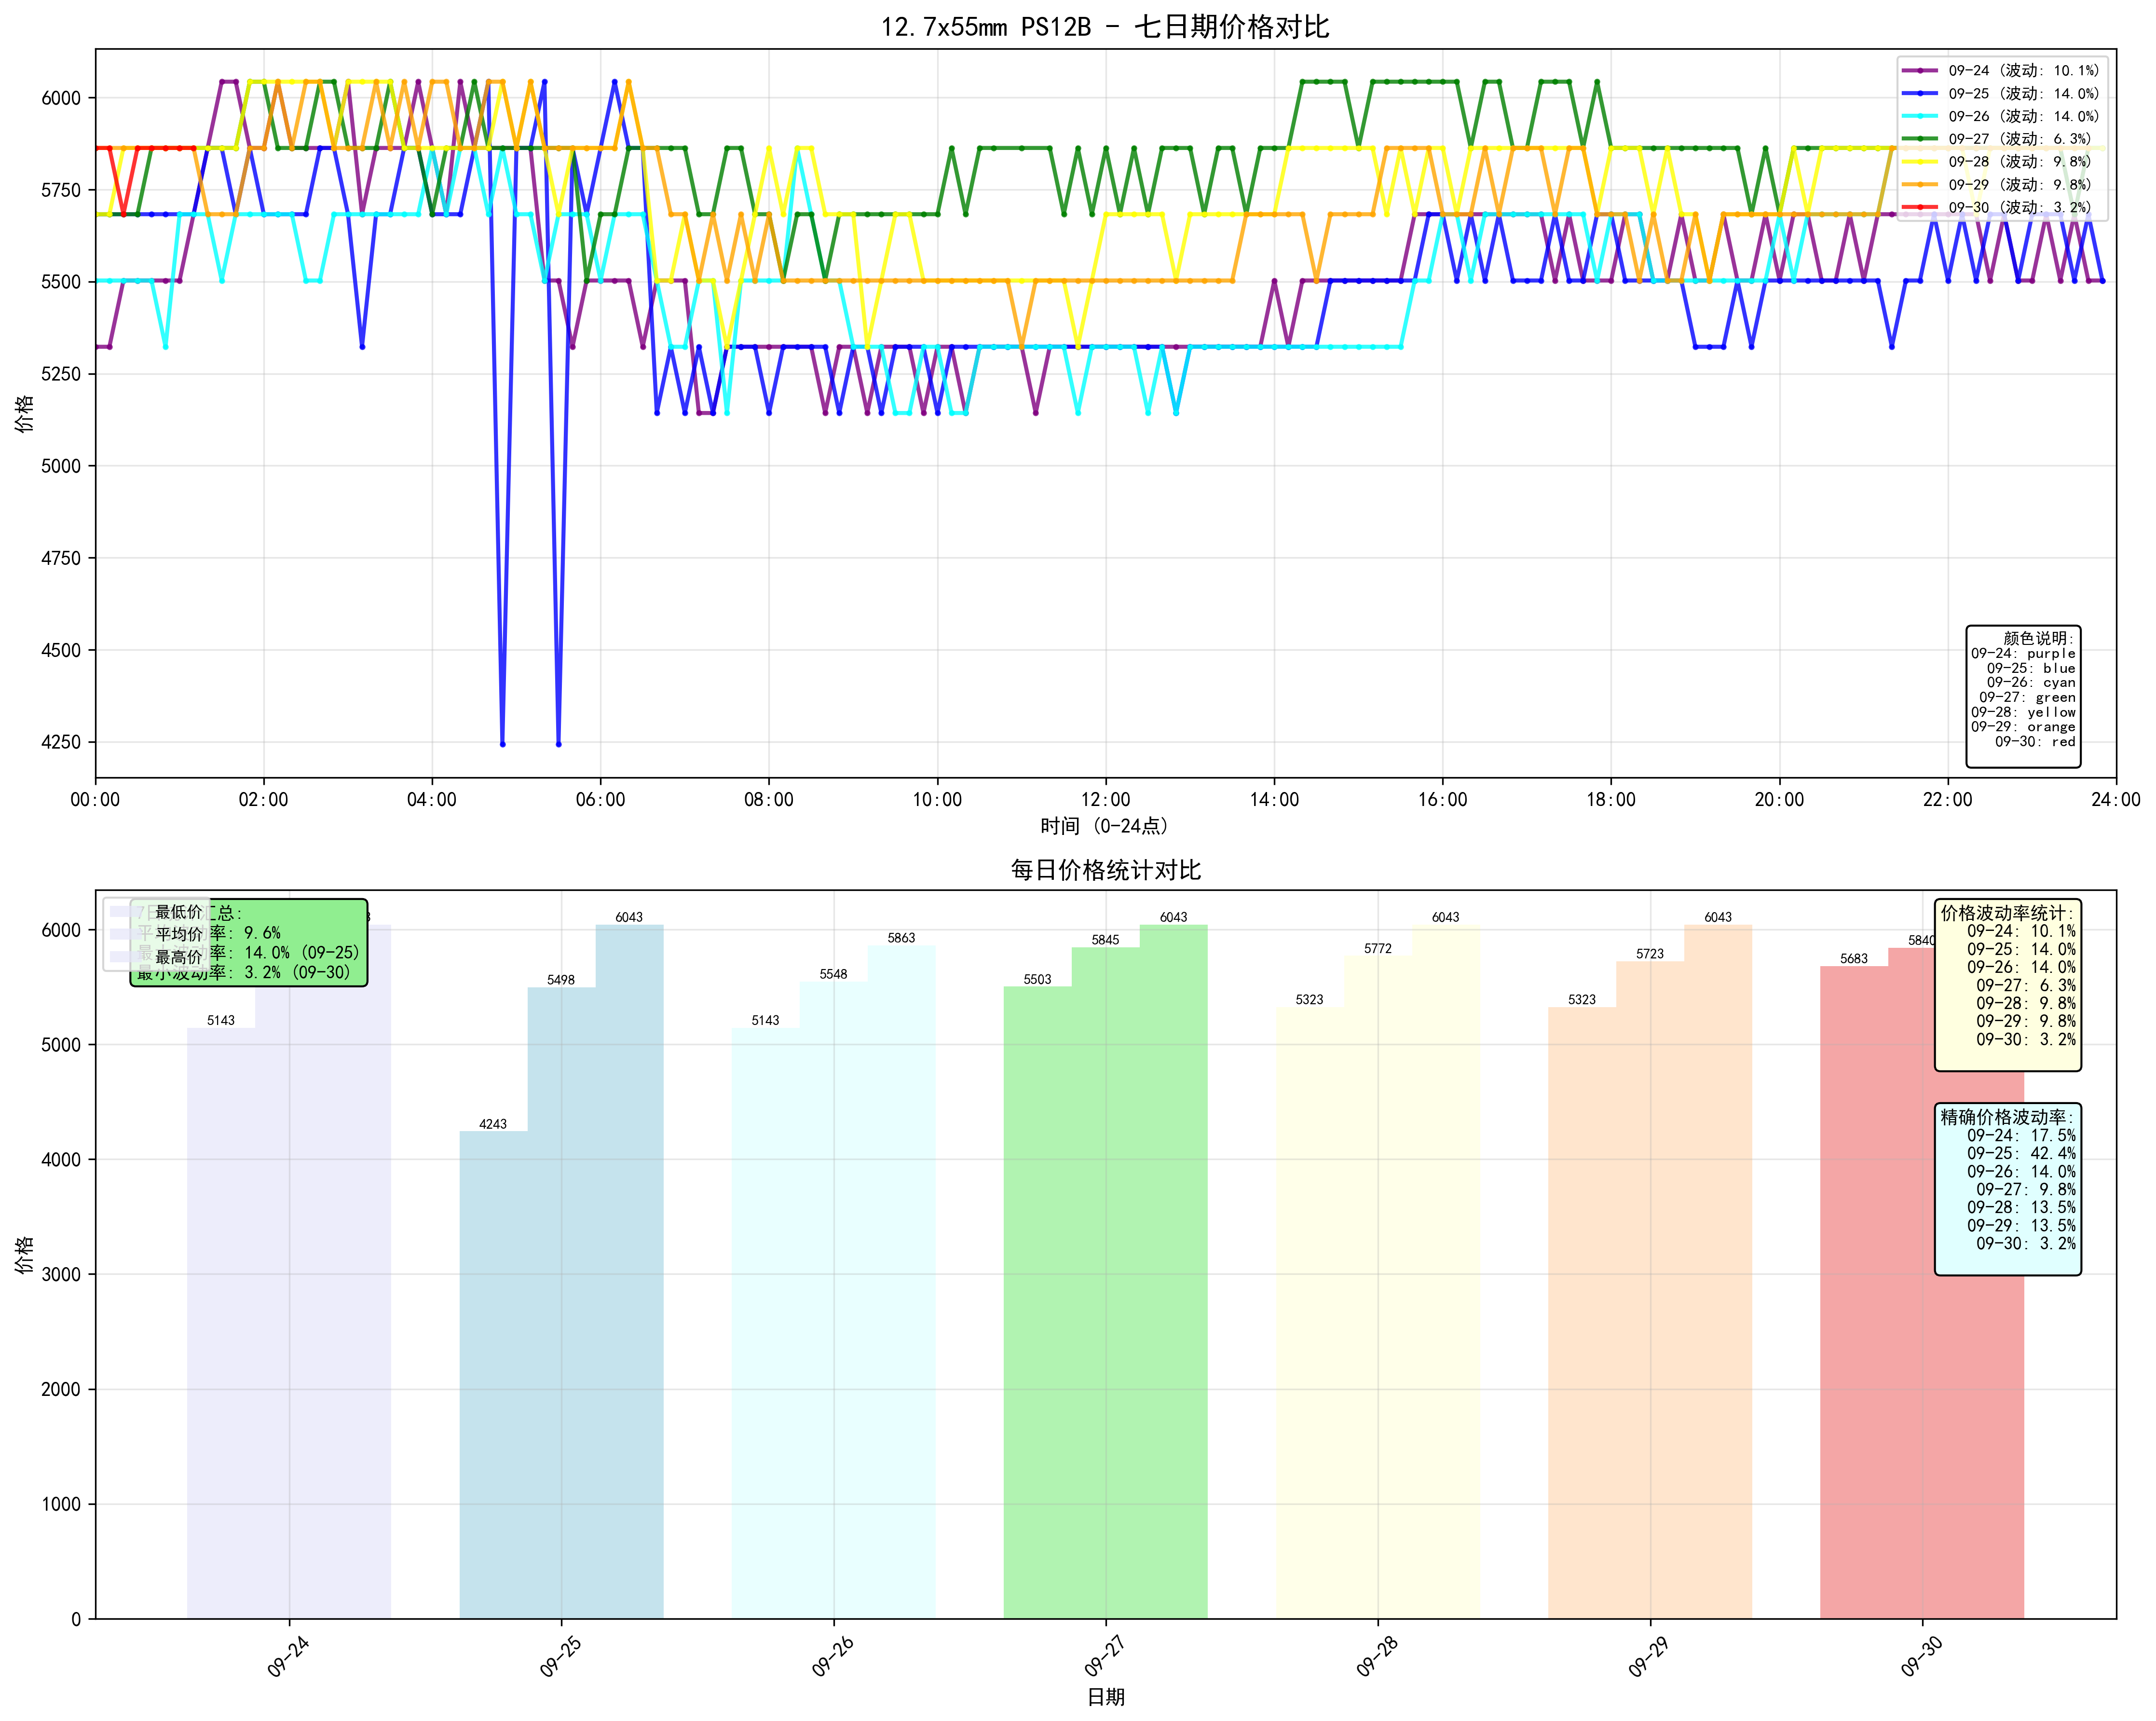 12.7x55mm PS12B - 七日期价格对比
价格
6000
5750
5500
5250
5000
4750
4500
4250
09-24 (波动: 10.1%)
09-25 (波动: 14.0%)
09-26 (波动: 14.0%)
09-27 (波动: 6.3%)
09-28 (波动: 9.8%)
09-29 (波动: 9.8%)
09-30 (波动: 3.2%)
颜色说明:
09-24: purple
09-25: blue
09-26: cyan
09-27: green
09-28: yellow
09-29: orange
09-30: red
00:00 02:00 04:00 06:00 08:00 10:00 12:00 14:00 16:00 18:00 20:00 22:00 24:00
时间 (0-24点)
每日价格统计对比
价格
6000
5000
4000
3000
2000
1000
0
最低价
平均价
最高价
汇总:
率: 9.6%
率: 14.0% (09-25)
最小波动率: 3.2% (09-30)
5143
4243 5498 6043
5143 5548 5863
5503 5845 6043
5323 5772 6043
5323 5723 6043
5683 5840
价格波动率统计:
09-24: 10.1%
09-25: 14.0%
09-26: 14.0%
09-27: 6.3%
09-28: 9.8%
09-29: 9.8%
09-30: 3.2%
精确价格波动率:
09-24: 17.5%
09-25: 42.4%
09-26: 14.0%
09-27: 9.8%
09-28: 13.5%
09-29: 13.5%
09-30: 3.2%
09-24 09-25 09-26 09-27 09-28 09-29 09-30
日期